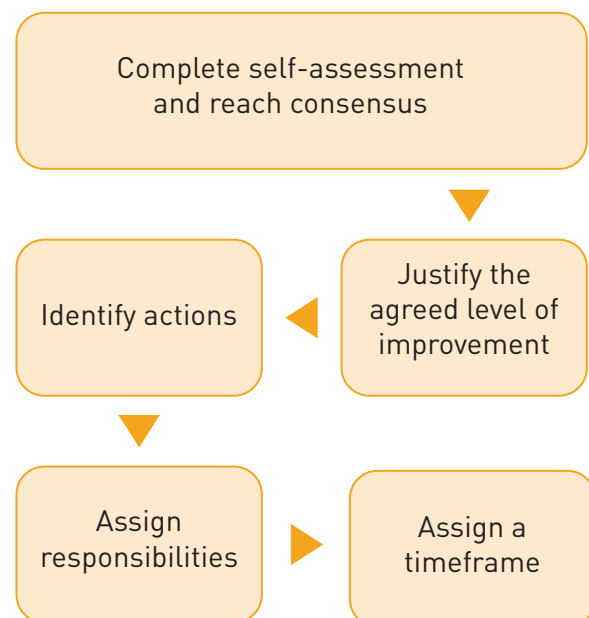 Complete self-assessment
and reach consensus
Justify the
agreed level of
improvement
Identify actions
Assign
responsibilities
Assign a
timeframe